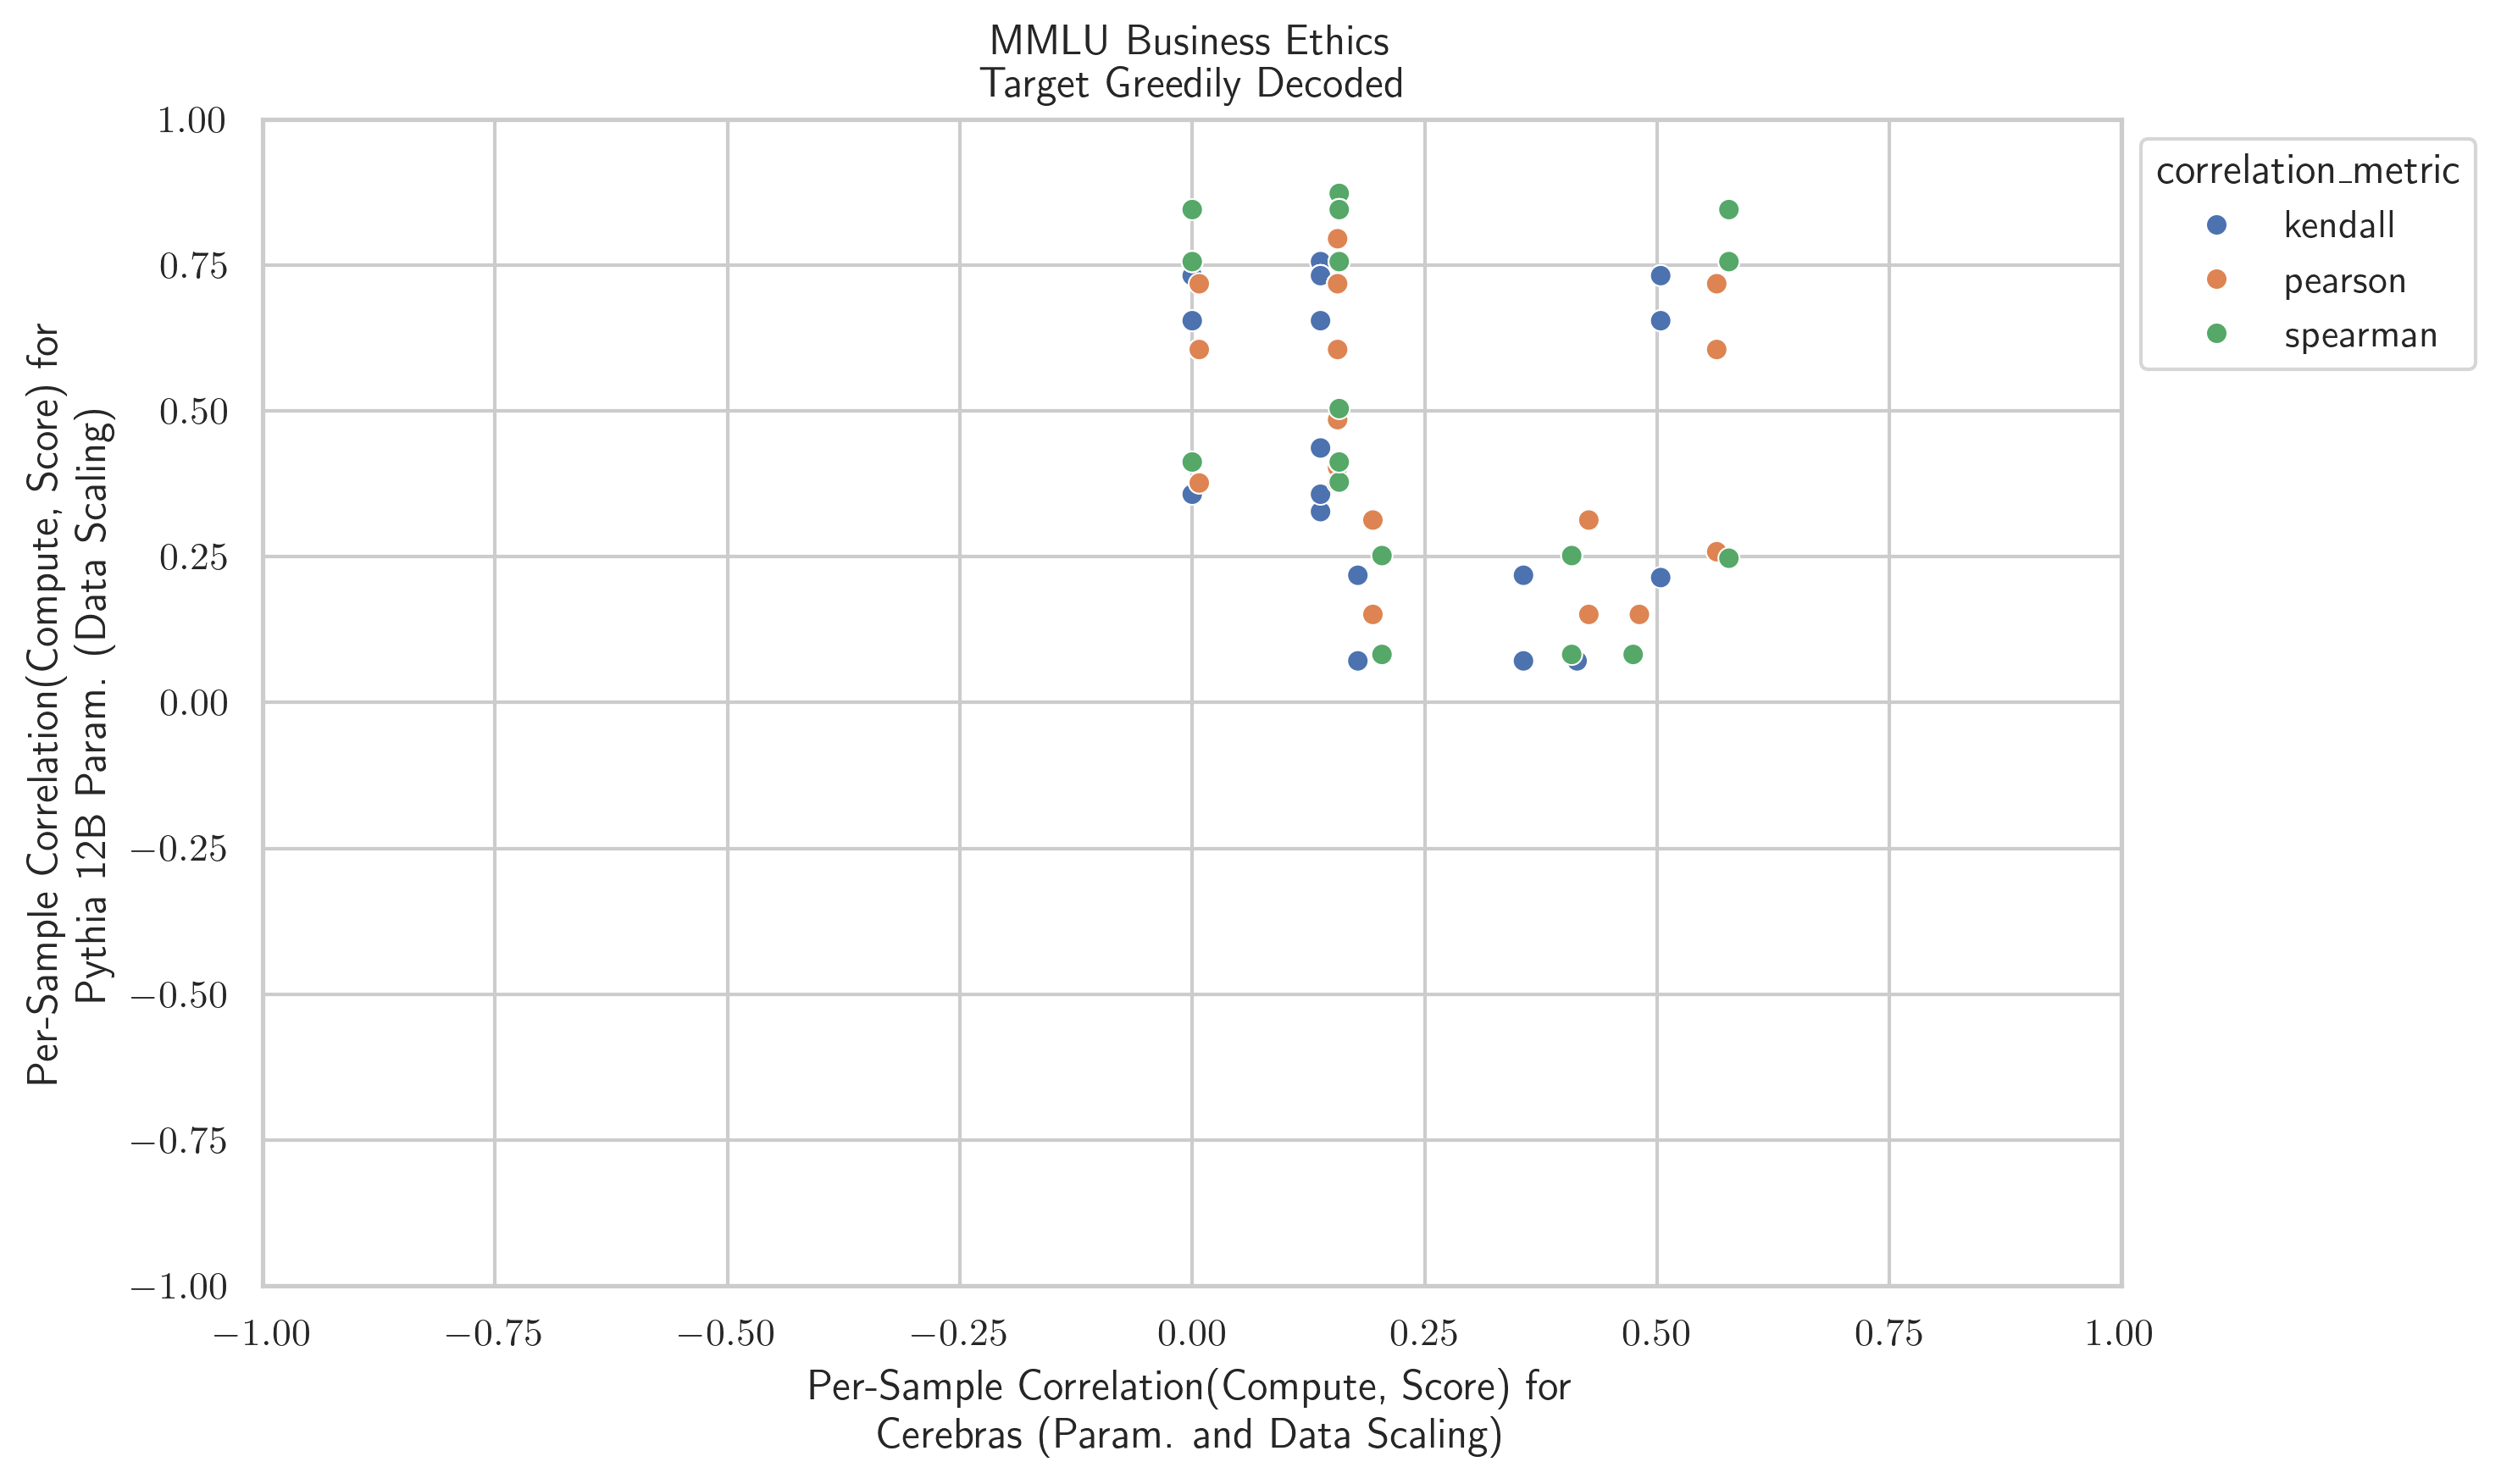 MMLU Business Ethics
Target Greedily Decoded
1.00
0.75
0.50
0.25
0.00
−0.25
−0.50
−0.75
−1.00
Per-Sample Correlation(Compute, Score) for
Pythia 12B Param. (Data Scaling)
correlation_metric
kendall
pearson
spearman
−1.00 −0.75 −0.50 −0.25 0.00 0.25 0.50 0.75 1.00
Per-Sample Correlation(Compute, Score) for
Cerebras (Param. and Data Scaling)